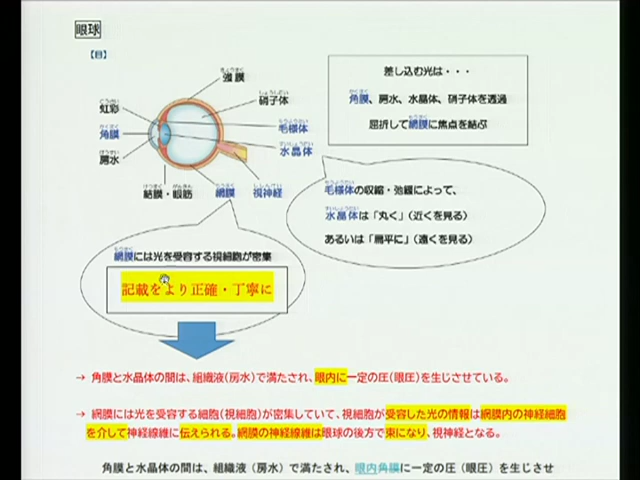 眼球
【目】
強膜
硝子体
虹彩
毛様体
角膜
水晶体
房水
結膜・眼筋
網膜
視神経
差し込む光は・・・
角膜、房水、水晶体、硝子体を透過
屈折して網膜に焦点を結ぶ
毛様体の収縮・弛緩によって、
水晶体は「丸く」（近くを見る）
あるいは「扁平に」（遠くを見る）
網膜には光を受容する視細胞が密集
記載をより正確・丁寧に
→ 角膜と水晶体の間は、組織液（房水）で満たされ、眼内に一定の圧（眼圧）を生じさせている。
→ 網膜には光を受容する細胞（視細胞）が密集していて、視細胞が受容した光の情報は網膜内の神経細胞
を介して神経線維に伝えられる。網膜の神経線維は眼球の後方で束になり、視神経となる。
角膜と水晶体の間は、組織液（房水）で満たされ、眼内角膜に一定の圧（眼圧）を生じさせ